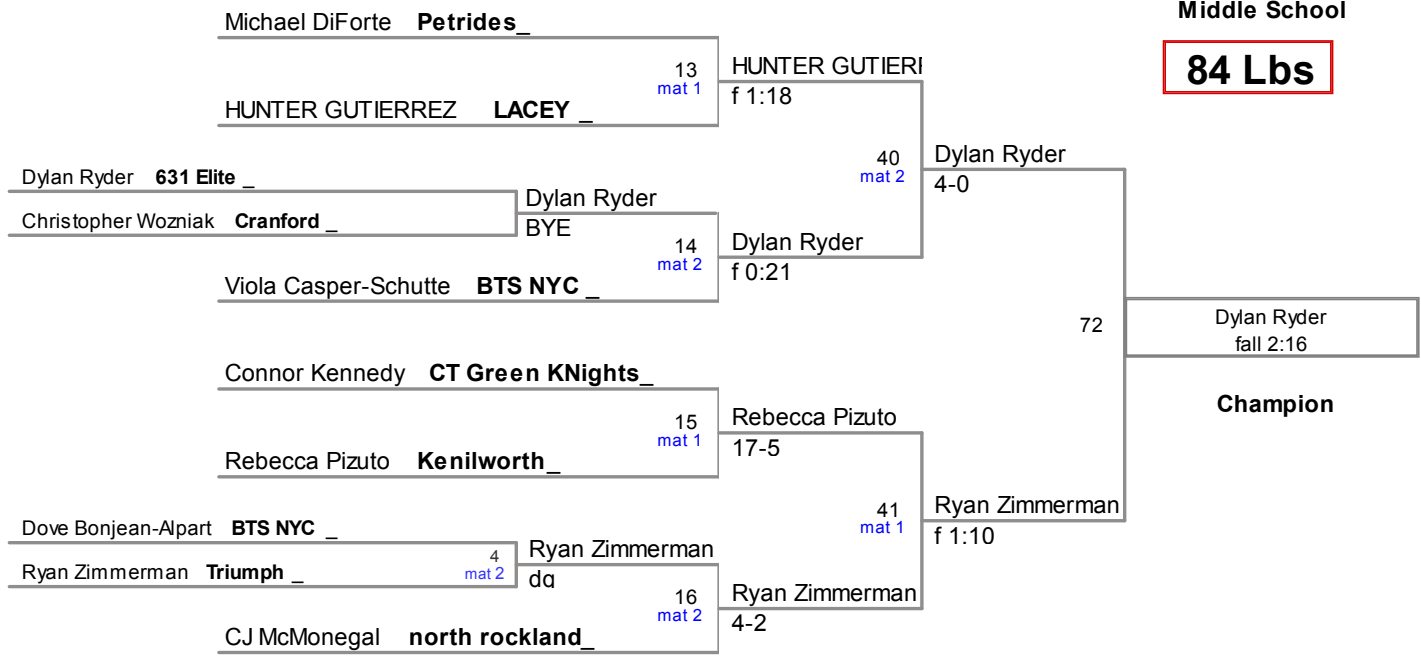 Middle School
84 Lbs
Michael DiForte Petrides_
13
mat 1
HUNTER GUTIERREZ LACEY _
HUNTER GUTIERF
f 1:18
Dylan Ryder 631 Elite _
Christopher Wozniak Cranford _
Dylan Ryder
BYE
14
mat 2
Viola Casper-Schutte BTS NYC _
Dylan Ryder
f 0:21
40
mat 2
Dylan Ryder
4-0
Connor Kennedy CT Green KNights_
15
mat 1
Rebecca Pizuto Kenilworth_
Rebecca Pizuto
17-5
Dove Bonjean-Alpart BTS NYC _
4
mat 2
Ryan Zimmerman Triumph _
Ryan Zimmerman
dq
16
mat 2
CJ McMonegal north rockland_
Ryan Zimmerman
4-2
41
mat 1
Ryan Zimmerman
f 1:10
72
Dylan Ryder
fall 2:16
Champion